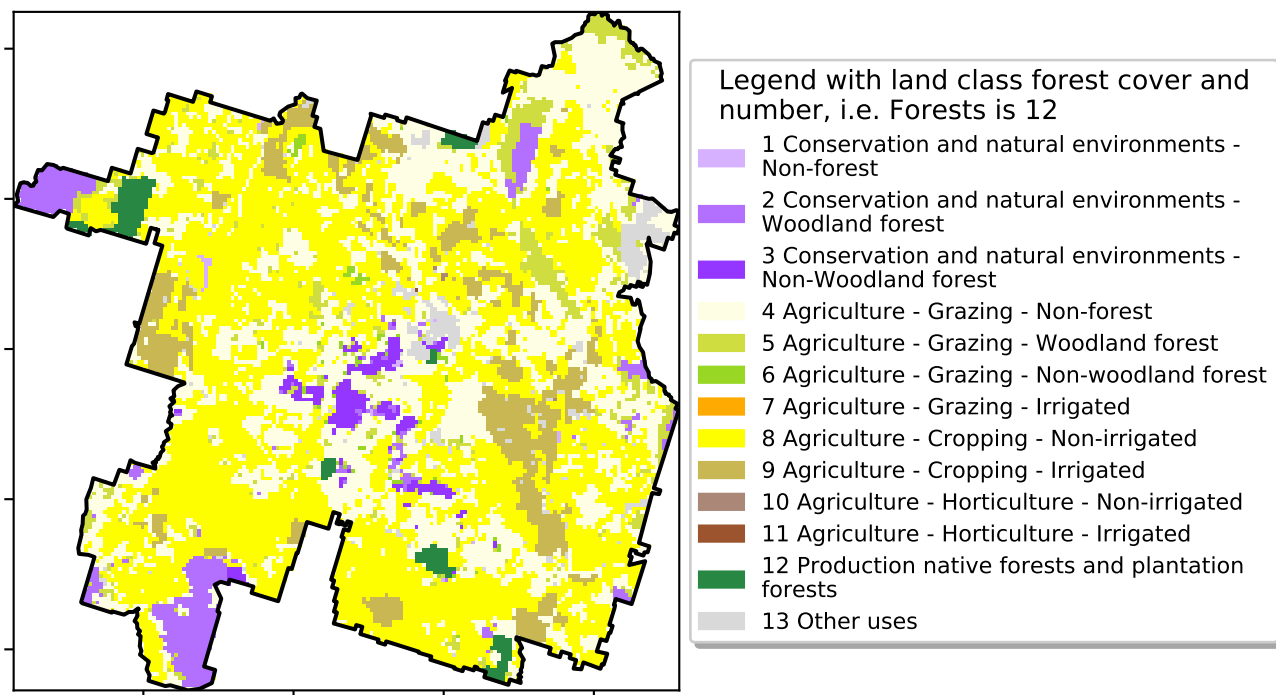 Legend with land class forest cover and
number, i.e. Forests is 12
1 Conservation and natural environments -
Non-forest
2 Conservation and natural environments -
Woodland forest
3 Conservation and natural environments -
Non-Woodland forest
4 Agriculture - Grazing - Non-forest
5 Agriculture - Grazing - Woodland forest
6 Agriculture - Grazing - Non-woodland forest
7 Agriculture - Grazing - Irrigated
8 Agriculture - Cropping - Non-irrigated
9 Agriculture - Cropping - Irrigated
10 Agriculture - Horticulture - Non-irrigated
11 Agriculture - Horticulture - Irrigated
12 Production native forests and plantation
forests
13 Other uses